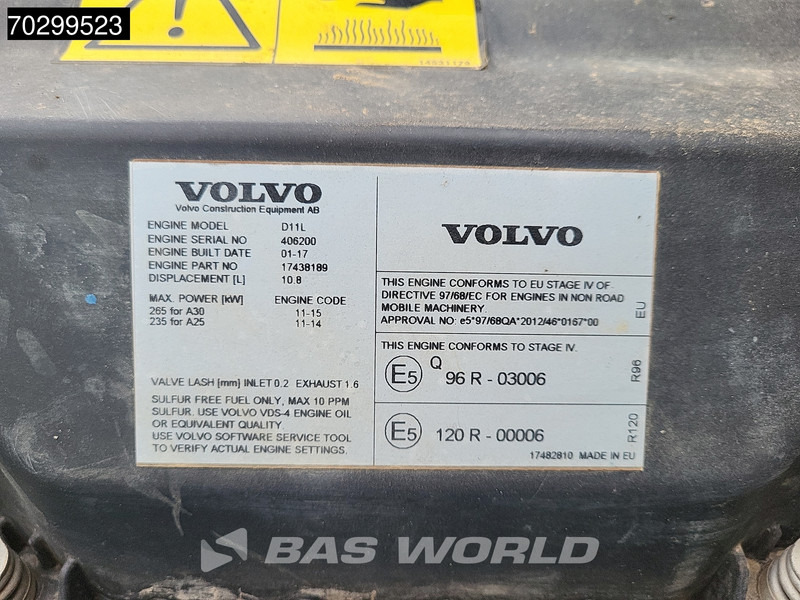 70299523
14881174
VOLVO
Volvo Construction Equipment AB
ENGINE MODEL D11L
ENGINE SERIAL NO 406200
ENGINE BUILT DATE 01-17
ENGINE PART NO 17438189
DISPLACEMENT [L] 10.8
MAX. POWER [kW] ENGINE CODE
265 for A30 11-15
235 for A25 11-14
VALVE LASH [mm] INLET 0.2 EXHAUST 1.6
SULFUR FREE FUEL ONLY, MAX 10 PPM
SULFUR. USE VOLVO VDS-4 ENGINE OIL
OR EQUIVALENT QUALITY.
USE VOLVO SOFTWARE SERVICE TOOL
TO VERIFY ACTUAL ENGINE SETTINGS.
VOLVO
THIS ENGINE CONFORMS TO EU STAGE IV OF
DIRECTIVE 97/68/EC FOR ENGINES IN NON ROAD
MOBILE MACHINERY
APPROVAL NO: e5*97/68QA*2012/46*0167*00
EU
THIS ENGINE CONFORMS TO STAGE IV.
E5 Q 96 R - 03006
R96
E5 120 R - 00006
R120
17482810 MADE IN EU
BAS WORLD